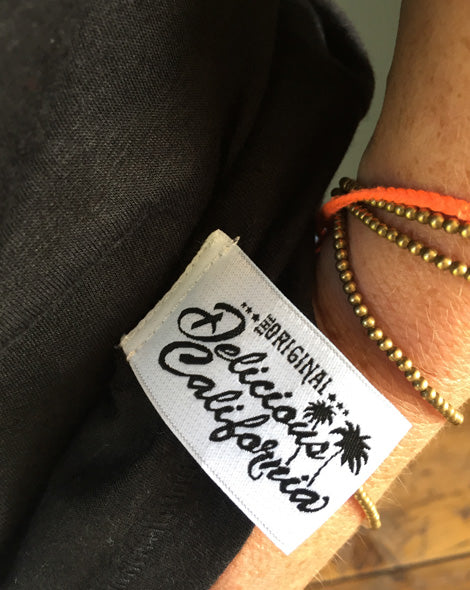 THE ORIGINAL
Delicious
California